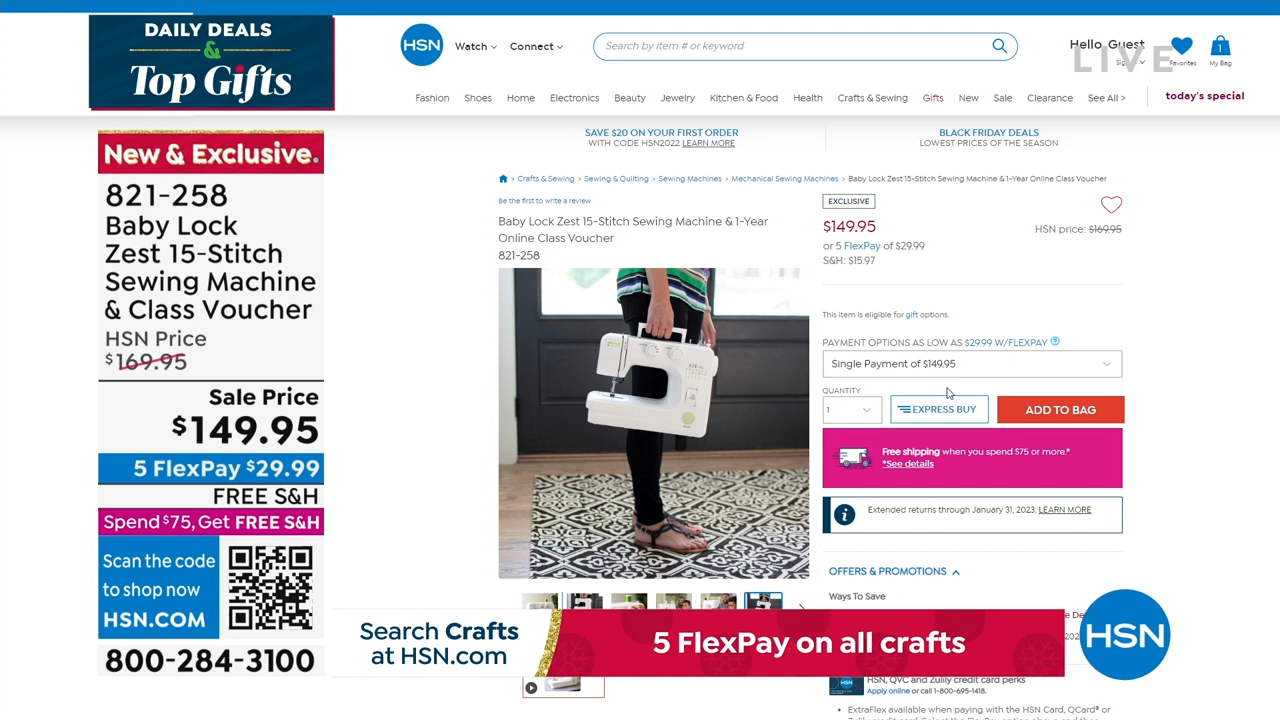 DAILY DEALS
&
Top Gifts
HSN
Watch
Connect
Search by item # or keyword
Hello, Guest
LIVE
Favorites
1
My Bag
Fashion
Shoes
Home
Electronics
Beauty
Jewelry
Kitchen & Food
Health
Crafts & Sewing
Gifts
New
Sale
Clearance
See All >
today's special
New & Exclusive.
821-258
Baby Lock
Zest 15-Stitch
Sewing Machine
& Class Voucher
HSN Price
$169.95
Sale Price
$149.95
5 FlexPay $29.99
FREE S&H
Spend $75, Get FREE S&H
Scan the code
to shop now
HSN.COM
800-284-3100
SAVE $20 ON YOUR FIRST ORDER
WITH CODE HSN2022 LEARN MORE
BLACK FRIDAY DEALS
LOWEST PRICES OF THE SEASON
> Crafts & Sewing > Sewing & Quilting > Sewing Machines > Mechanical Sewing Machines > Baby Lock Zest 15-Stitch Sewing Machine & 1-Year Online Class Voucher
Be the first to write a review
Baby Lock Zest 15-Stitch Sewing Machine & 1-Year
Online Class Voucher
821-258
EXCLUSIVE
$149.95
HSN price: $169.95
or 5 FlexPay of $29.99
S&H: $15.97
This item is eligible for gift options.
PAYMENT OPTIONS AS LOW AS $29.99 W/FLEXPAY
Single Payment of $149.95
QUANTITY
1
EXPRESS BUY
ADD TO BAG
Free shipping when you spend $75 or more.*
*See details
Extended returns through January 31, 2023. LEARN MORE
OFFERS & PROMOTIONS
Ways To Save
Search Crafts
at HSN.com
5 FlexPay on all crafts
HSN
HSN, QVC and Zulily credit card perks
Apply online or call 1-800-695-1418.
• ExtraFlex available when paying with the HSN Card, QCard® or